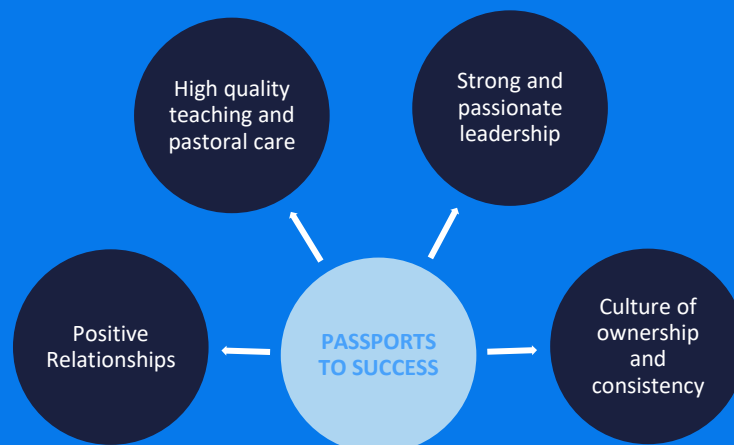 High quality
teaching and
pastoral care
Strong and
passionate
leadership
Positive
Relationships
PASSPORTS
TO SUCCESS
Culture of
ownership
and
consistency